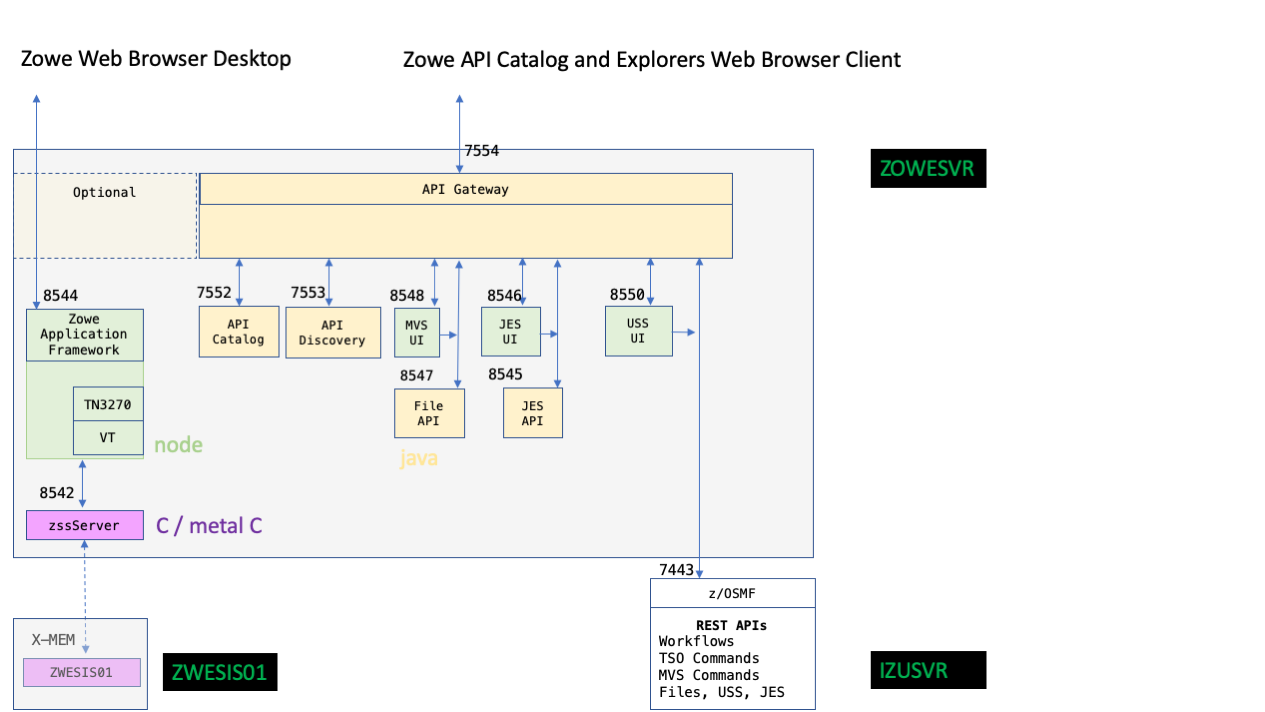 Zowe Web Browser Desktop
Zowe API Catalog and Explorers Web Browser Client
7554
ZOWESVR
Optional
API Gateway
8544
7552
7553
8548
8546
8550
Zowe
Application
Framework
API
Catalog
API
Discovery
MVS
UI
JES
UI
USS
UI
8547
8545
TN3270
VT
File
API
JES
API
node
java
8542
zssServer
C / metal C
7443
z/OSMF
REST APIs
Workflows
TSO Commands
MVS Commands
Files, USS, JES
X-MEM
ZWESIS01
ZWESIS01
IZUSVR